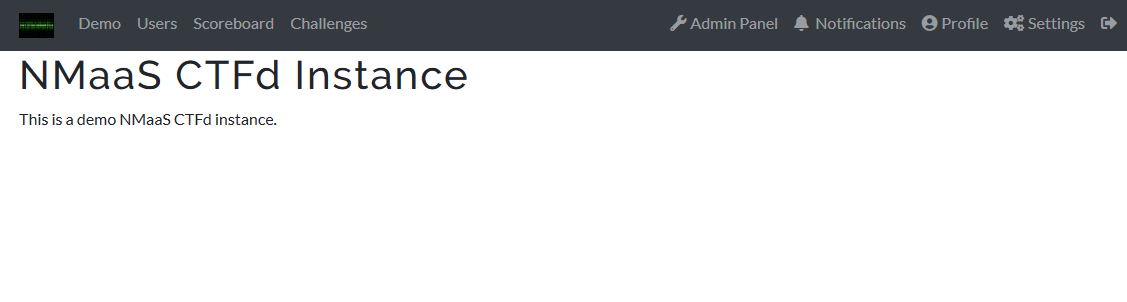 Demo Users Scoreboard Challenges Admin Panel Notifications Profile Settings
NMaaS CTFd Instance
This is a demo NMaaS CTFd instance.